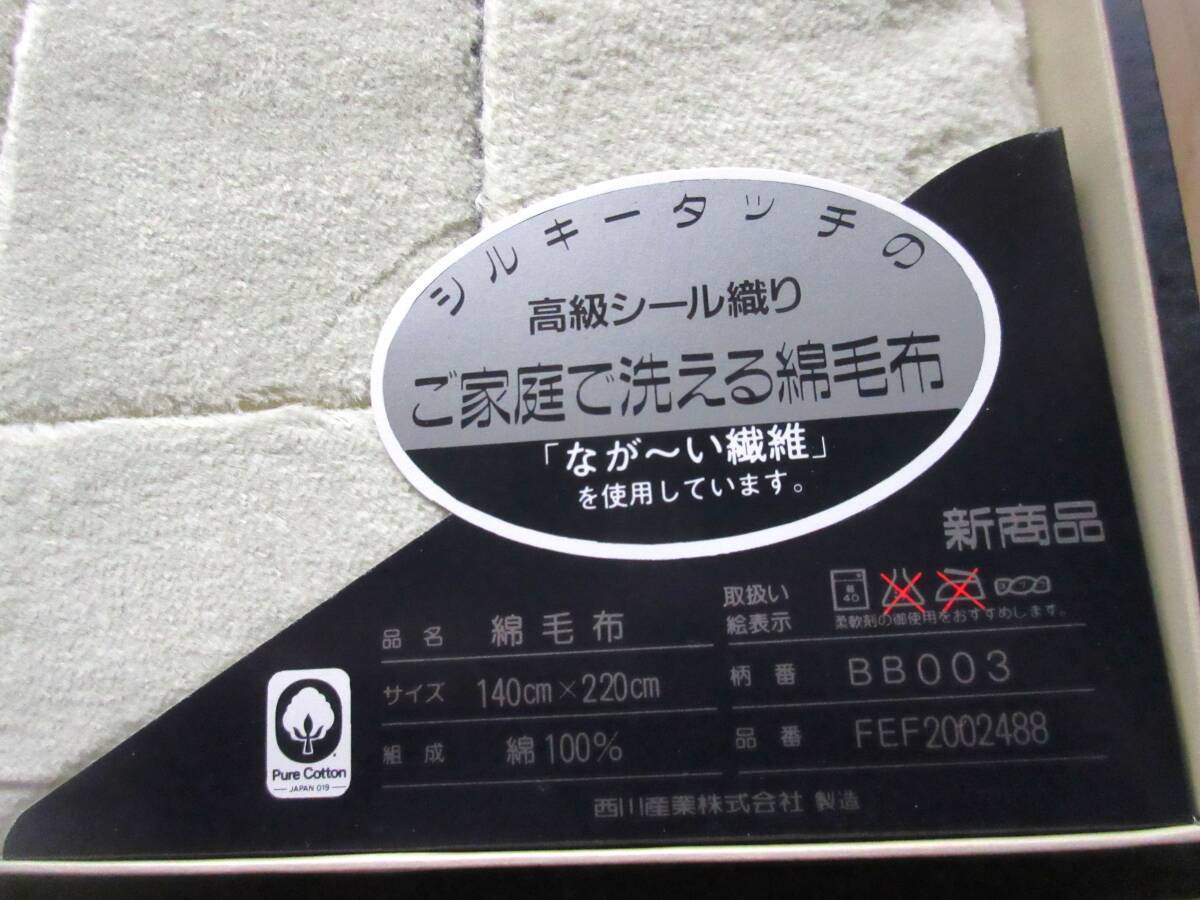 シルキータッチの
高級シール織り
ご家庭で洗える綿毛布
「なが〜い繊維」
を使用しています。
新商品
品名 綿毛布
サイズ 140cm×220cm
組成 綿100%
取扱い
絵表示
40
柔軟剤の御使用をおすすめします。
柄番 BB003
品番 FEF2002488
西川産業株式会社 製造
Pure Cotton
JAPAN 019